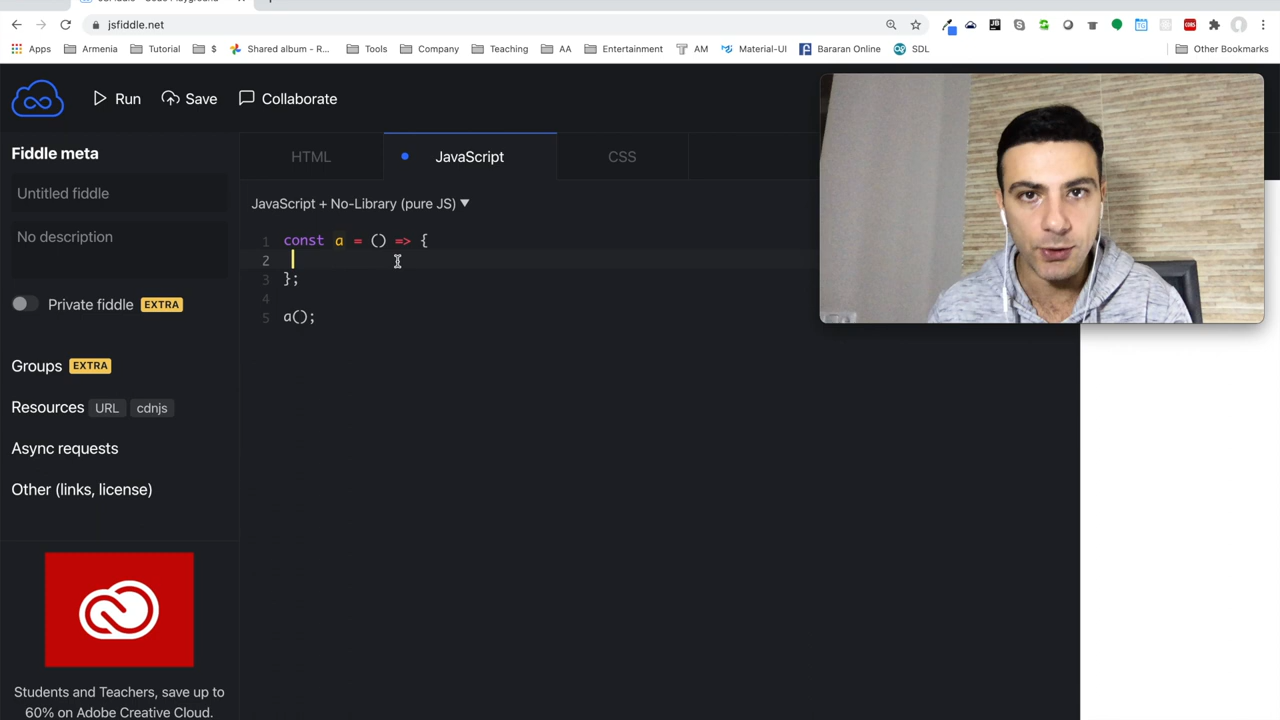 jsfiddle.net
Apps Armenia Tutorial $ Shared album - R... Tools Company Teaching AA Entertainment AM Material-UI Bararan Online SDL Other Bookmarks
Run Save Collaborate
Fiddle meta
Untitled fiddle
No description
Private fiddle EXTRA
Groups EXTRA
Resources URL cdnjs
Async requests
Other (links, license)
Students and Teachers, save up to
60% on Adobe Creative Cloud.
HTML JavaScript CSS
JavaScript + No-Library (pure JS) ▼
1 const a = () => {
2
3 };
4
5 a();